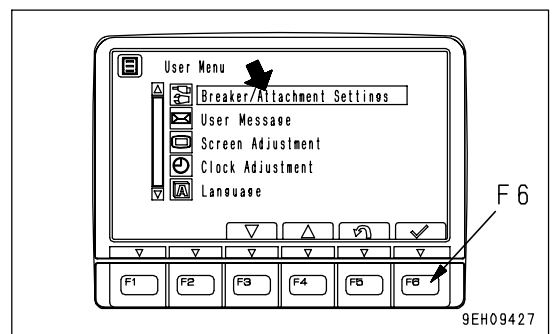 User Menu
Breaker/Attachment Settings
User Message
Screen Adjustment
Clock Adjustment
A Language
F6
F1 F2 F3 F4 F5 F6
9EH09427